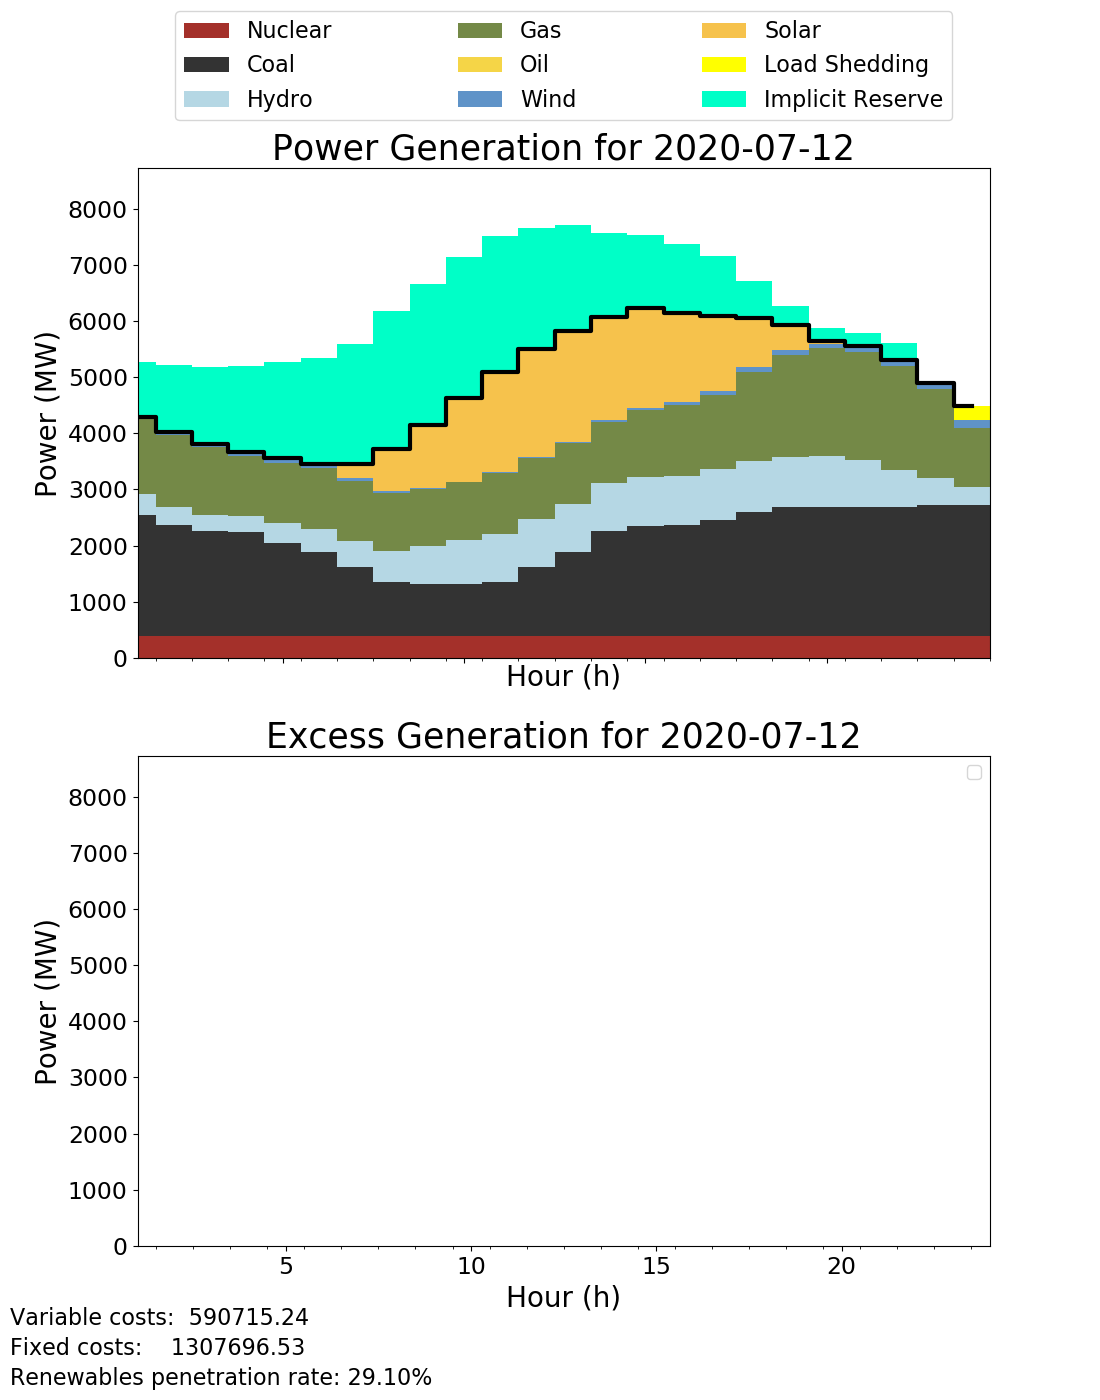 Nuclear Gas Solar
Coal Oil Load Shedding
Hydro Wind Implicit Reserve
Power Generation for 2020-07-12
8000
7000
6000
5000
4000
3000
2000
1000
0
Power (MW)
Hour (h)
Excess Generation for 2020-07-12
8000
7000
6000
5000
4000
3000
2000
1000
0
Power (MW)
5 10 15 20
Hour (h)
Variable costs: 590715.24
Fixed costs: 1307696.53
Renewables penetration rate: 29.10%